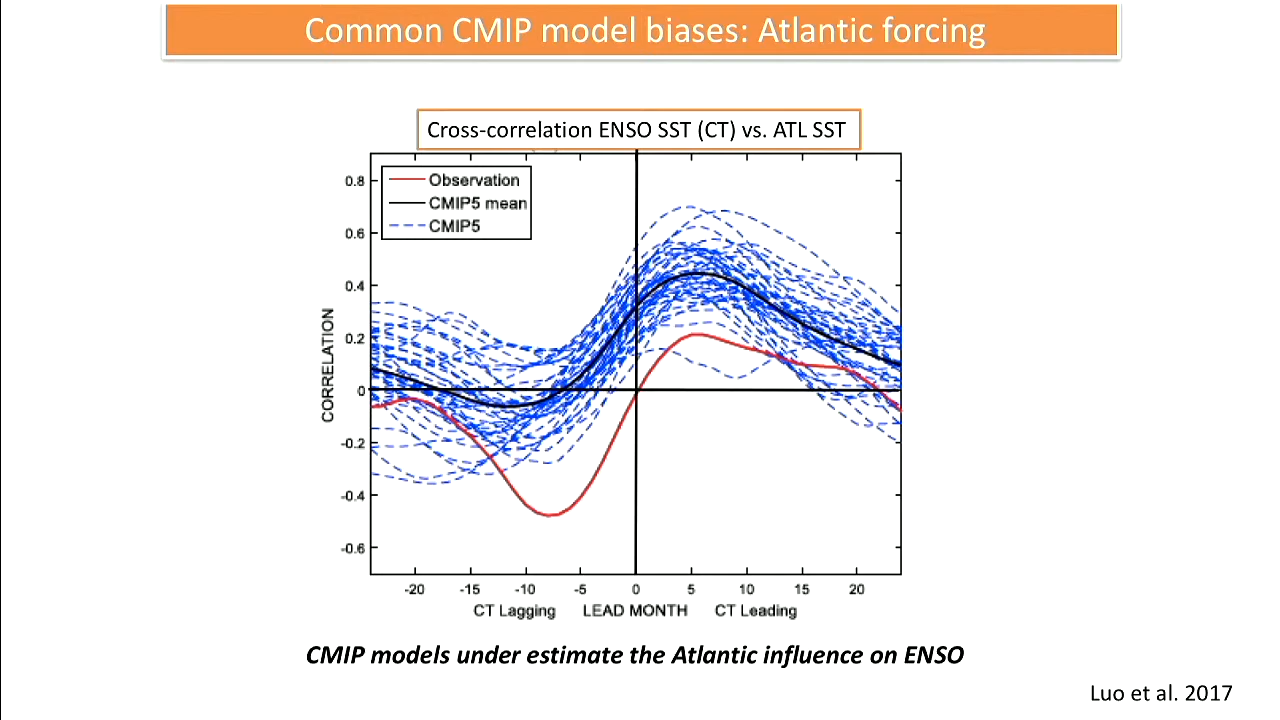 Common CMIP model biases: Atlantic forcing
Cross-correlation ENSO SST (CT) vs. ATL SST
Observation
CMIP5 mean
CMIP5
0.8
0.6
0.4
0.2
0
-0.2
-0.4
-0.6
CORRELATION
-20 -15 -10 -5 0 5 10 15 20
CT Lagging LEAD MONTH CT Leading
CMIP models under estimate the Atlantic influence on ENSO
Luo et al. 2017